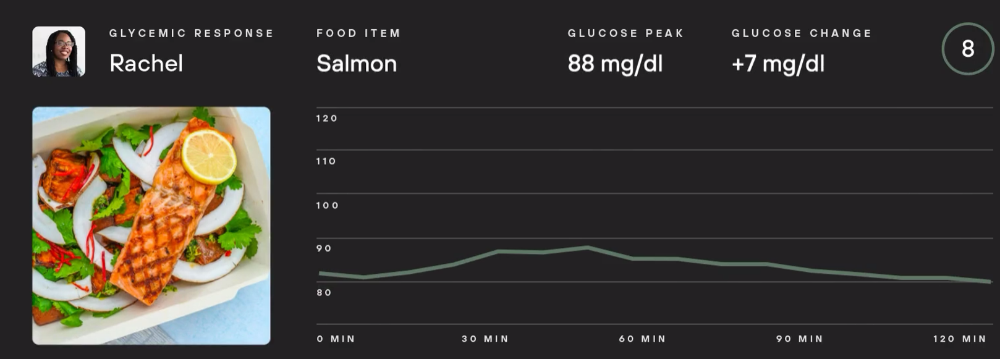 GLYCEMIC RESPONSE
Rachel
FOOD ITEM
Salmon
GLUCOSE PEAK
88 mg/dl
GLUCOSE CHANGE
+7 mg/dl
8
120
110
100
90
80
0 MIN 30 MIN 60 MIN 90 MIN 120 MIN